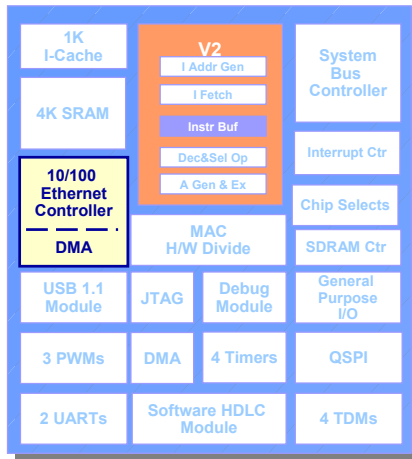 1K
I-Cache
4K SRAM
V2
I Addr Gen
I Fetch
Instr Buf
Dec&Sel Op
A Gen & Ex
System
Bus
Controller
Interrupt Ctr
Chip Selects
SDRAM Ctr
10/100
Ethernet
Controller
DMA
MAC
H/W Divide
USB 1.1
Module
JTAG
Debug
Module
General
Purpose
I/O
3 PWMs
DMA
4 Timers
QSPI
2 UARTs
Software HDLC
Module
4 TDMs